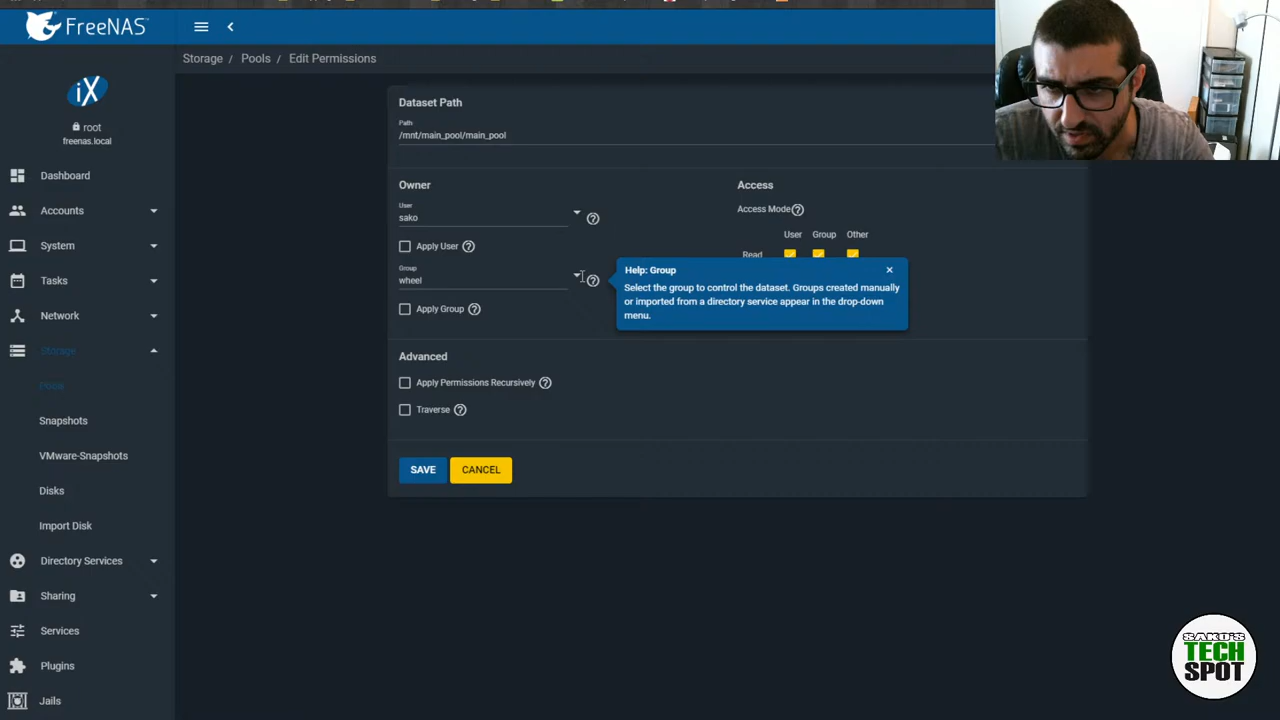 FreeNAS
Storage / Pools / Edit Permissions
iX
root
freenas.local
Dashboard
Accounts
System
Tasks
Network
Storage
Pools
Snapshots
VMware-Snapshots
Disks
Import Disk
Directory Services
Sharing
Services
Plugins
Jails
Dataset Path
Path
/mnt/main_pool/main_pool
Owner
User
sako
Apply User
Group
wheel
Apply Group
Access
Access Mode
User Group Other
Read
Help: Group
Select the group to control the dataset. Groups created manually
or imported from a directory service appear in the drop-down
menu.
Advanced
Apply Permissions Recursively
Traverse
SAVE CANCEL
SAKO'S
TECH
SPOT